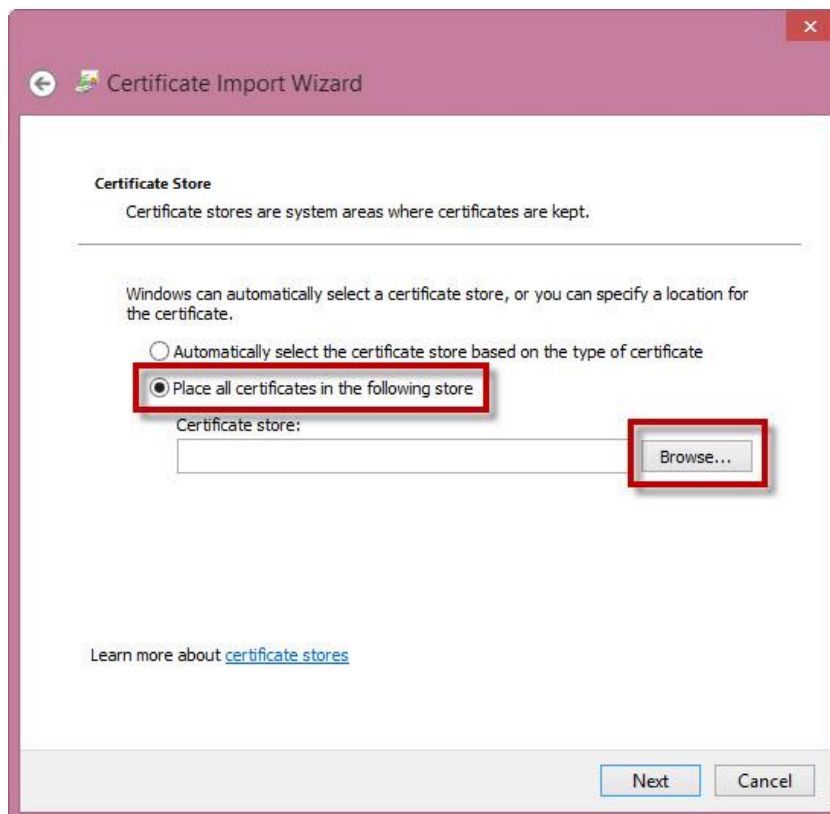 Certificate Import Wizard
Certificate Store
Certificate stores are system areas where certificates are kept.
Windows can automatically select a certificate store, or you can specify a location for
the certificate.
Automatically select the certificate store based on the type of certificate
Place all certificates in the following store
Certificate store:
Browse...
Learn more about certificate stores
Next
Cancel